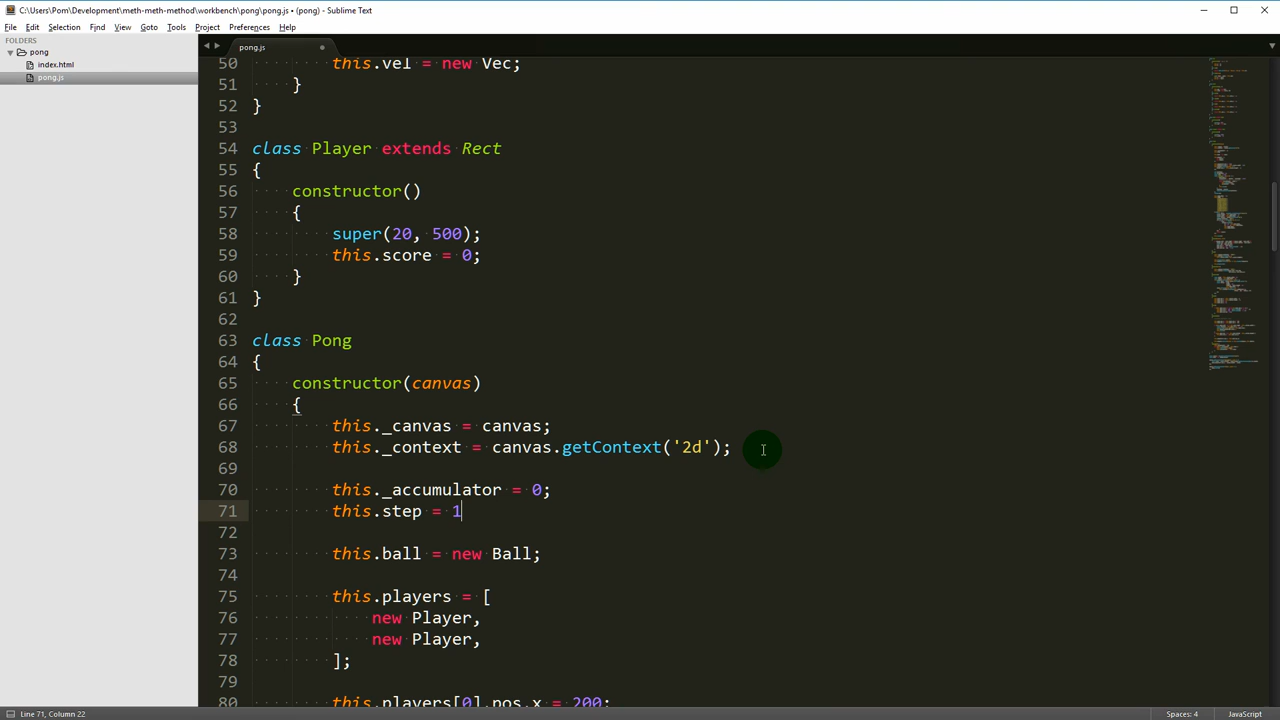 C:\Users\Pom\Development\meth-meth-method\workbench\pong\pong.js • (pong) - Sublime Text
File Edit Selection Find View Goto Tools Project Preferences Help
FOLDERS
pong
index.html
pong.js
pong.js
50 this.vel = new Vec;
51 }
52 }
53
54 class Player extends Rect
55 {
56 constructor()
57 {
58 super(20, 500);
59 this.score = 0;
60 }
61 }
62
63 class Pong
64 {
65 constructor(canvas)
66 {
67 this._canvas = canvas;
68 this._context = canvas.getContext('2d');
69
70 this._accumulator = 0;
71 this.step = 1
72
73 this.ball = new Ball;
74
75 this.players = [
76 new Player,
77 new Player,
78 ];
79
80 this.players[0].pos.x = 200;
Line 71, Column 22
Spaces: 4
JavaScript